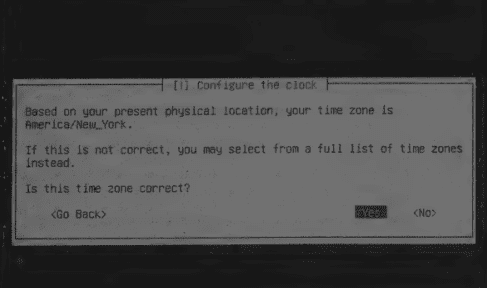 [!] Configure the clock
Based on your present physical location, your time zone is
America/New_York.
If this is not correct, you may select from a full list of time zones
instead.
Is this time zone correct?
<Go Back> <Yes> <No>